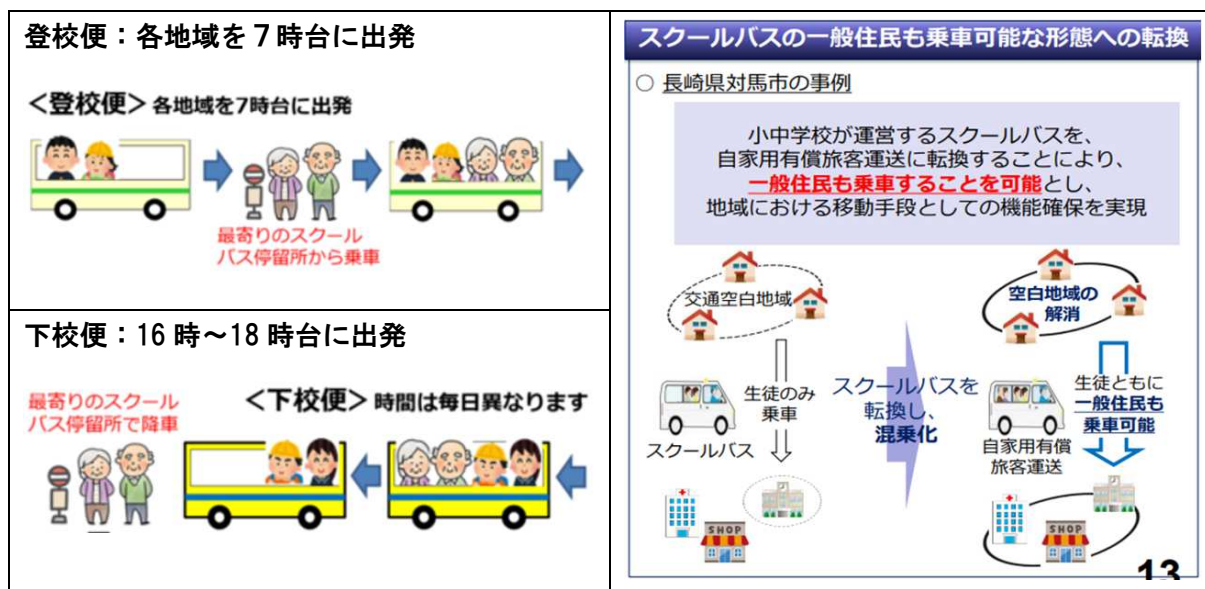 登校便：各地域を７時台に出発
＜登校便＞各地域を7時台に出発
最寄りのスクール
バス停留所から乗車
下校便：16時～18時台に出発
最寄りのスクール
バス停留所で降車
＜下校便＞時間は毎日異なります
スクールバスの一般住民も乗車可能な形態への転換
○ 長崎県対馬市の事例
小中学校が運営するスクールバスを、
自家用有償旅客運送に転換することにより、
一般住民も乗車することを可能とし、
地域における移動手段としての機能確保を実現
交通空白地域
生徒のみ
乗車
スクールバス
SHOP
スクールバスを
転換し、
混乗化
空白地域の
解消
生徒ともに
一般住民も
乗車可能
自家用有償
旅客運送
SHOP
13